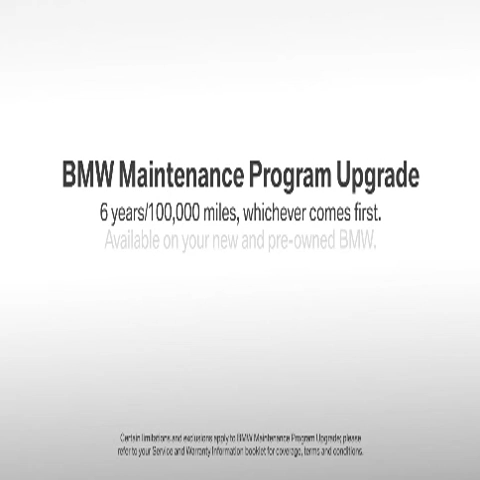 BMW Maintenance Program Upgrade
6 years/100,000 miles, whichever comes first.
Available on your new and pre-owned BMW.
Certain limitations and exclusions apply to BMW Maintenance Program Upgrade; please
refer to your Service and Warranty Information booklet for coverage, terms and conditions.